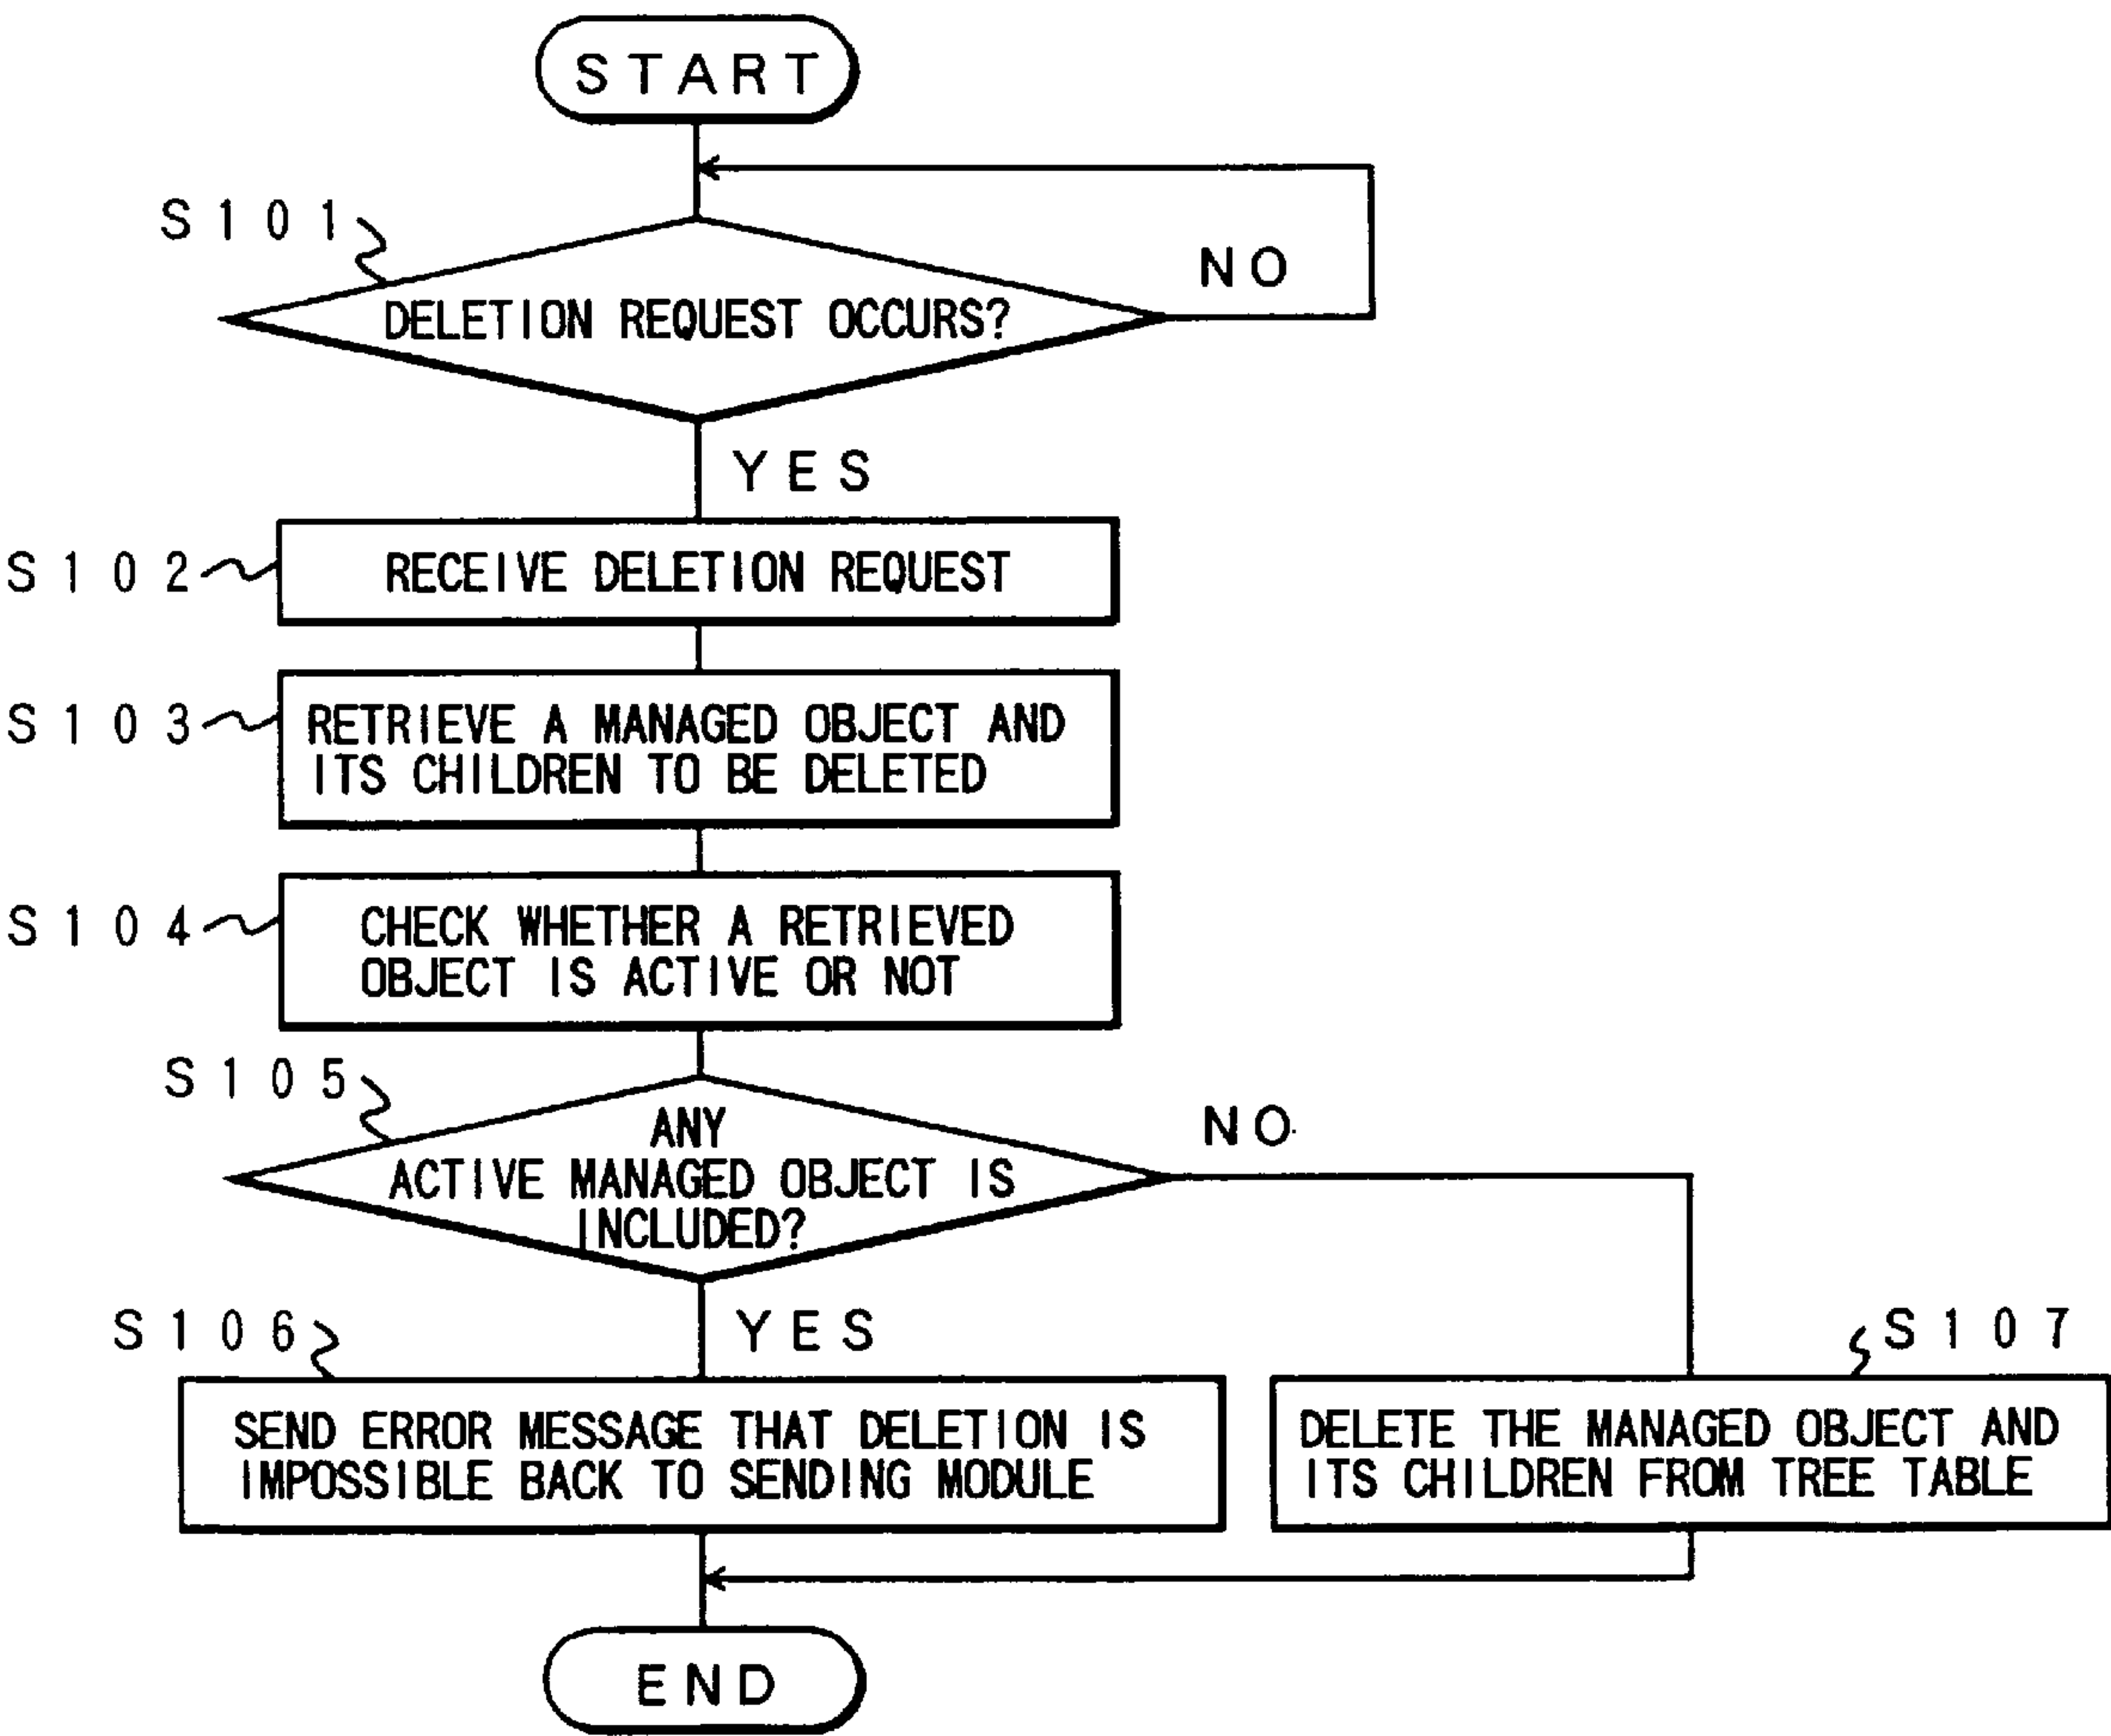 START
S101
NO
DELETION REQUEST OCCURS?
YES
S102
RECEIVE DELETION REQUEST
S103
RETRIEVE A MANAGED OBJECT AND
ITS CHILDREN TO BE DELETED
S104
CHECK WHETHER A RETRIEVED
OBJECT IS ACTIVE OR NOT
S105
ANY
ACTIVE MANAGED OBJECT IS
INCLUDED?
NO
YES
S106
SEND ERROR MESSAGE THAT DELETION IS
IMPOSSIBLE BACK TO SENDING MODULE
S107
DELETE THE MANAGED OBJECT AND
ITS CHILDREN FROM TREE TABLE
END